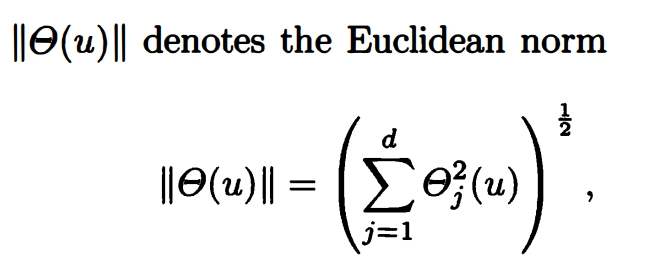 ‖Θ(u)‖ denotes the Euclidean norm
‖Θ(u)‖ = ( ∑_{j=1}^{d} Θ_j^2(u) )^{1/2},